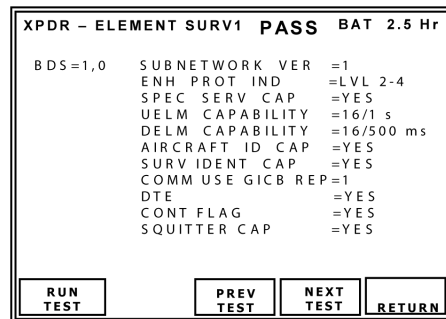 XPDR – ELEMENT SURV1 PASS BAT 2.5 Hr
BDS=1,0 SUBNETWORK VER =1
ENH PROT IND =LVL 2-4
SPEC SERV CAP =YES
UELM CAPABILITY =16/1 s
DELM CAPABILITY =16/500 ms
AIRCRAFT ID CAP =YES
SURV IDENT CAP =YES
COMM USE GICB REP=1
DTE =YES
CONT FLAG =YES
SQUITTER CAP =YES
RUN TEST
PREV TEST
NEXT TEST
RETURN